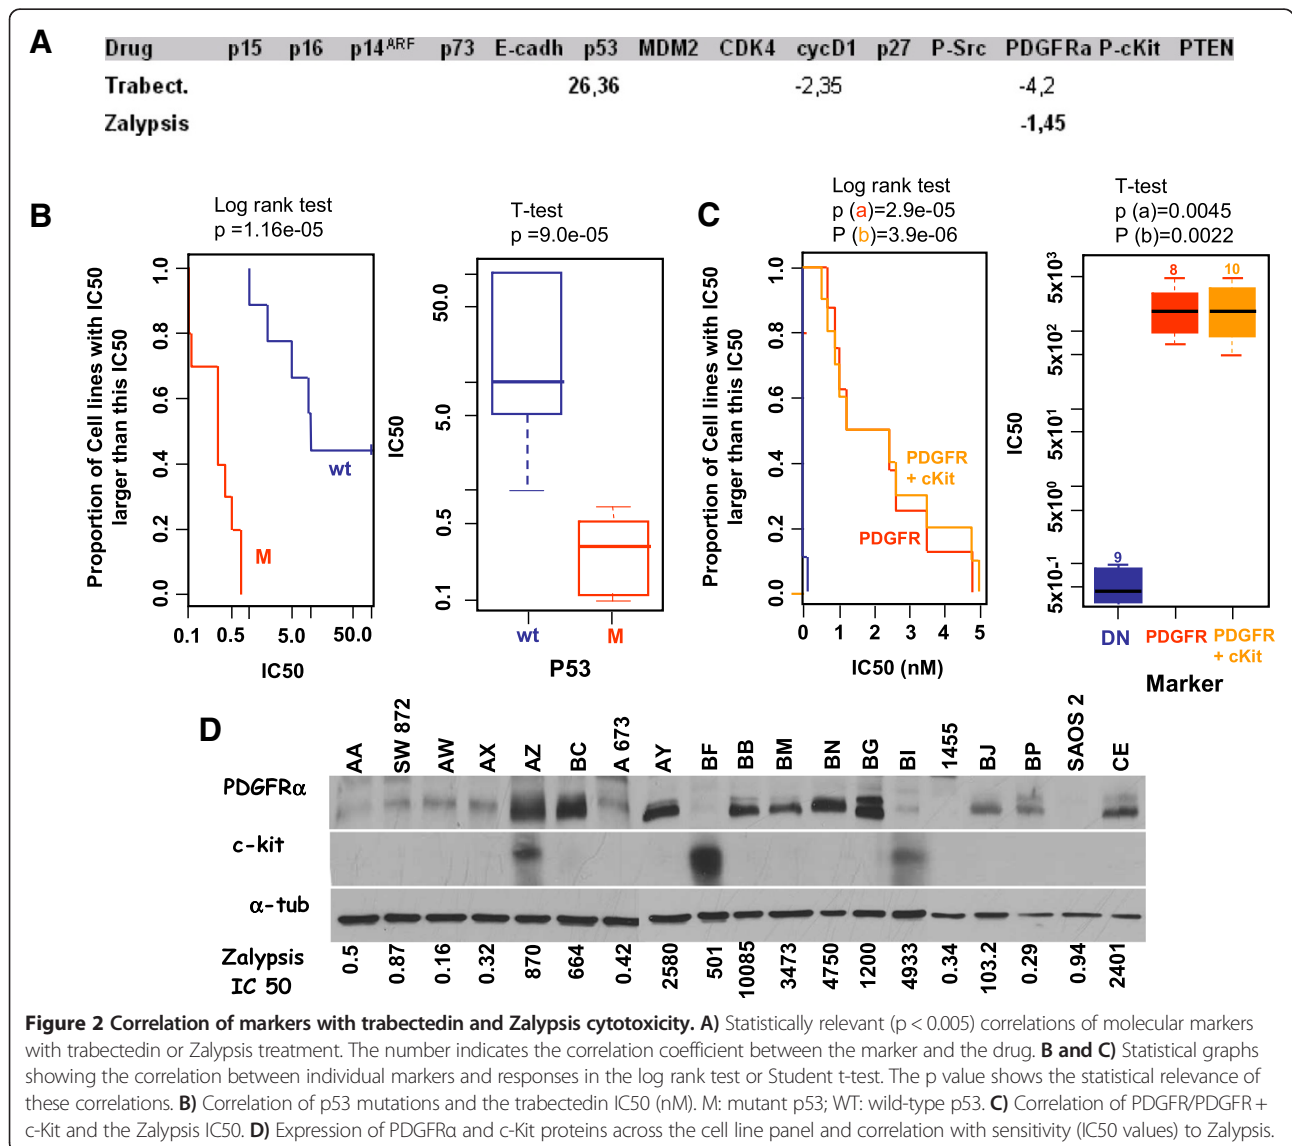 A
Drug p15 p16 p14ARF p73 E-cadh p53 MDM2 CDK4 cycD1 p27 P-Src PDGFRa P-cKit PTEN
Trabect. 26,36 -2,35 -4,2
Zalypsis -1,45
B
Log rank test
p =1.16e-05
Proportion of Cell lines with IC50
larger than this IC50
1.0
0.8
0.6
0.4
0.2
0.0
wt
M
0.1 0.5 5.0 50.0
IC50
T-test
p =9.0e-05
IC50
50.0
5.0
0.5
0.1
wt M
P53
C
Log rank test
p (a)=2.9e-05
P (b)=3.9e-06
Proportion of Cell lines with IC50
larger than this IC50
1.0
0.8
0.6
0.4
0.2
0.0
PDGFR
+ cKit
PDGFR
0 1 2 3 4 5
IC50 (nM)
T-test
p (a)=0.0045
P (b)=0.0022
IC50
5x103
5x102
5x101
5x100
5x10-1
9
8
10
DN PDGFR PDGFR
+ cKit
Marker
D
AA SW 872 AW AX AZ BC A 673 AY BF BB BM BN BG BI 1455 BJ BP SAOS 2 CE
PDGFRα
c-kit
α-tub
Zalypsis
IC 50
0.5 0.87 0.16 0.32 870 664 0.42 2580 501 10085 3473 4750 1200 4933 0.34 103.2 0.29 0.94 2401
Figure 2 Correlation of markers with trabectedin and Zalypsis cytotoxicity. A) Statistically relevant (p < 0.005) correlations of molecular markers
with trabectedin or Zalypsis treatment. The number indicates the correlation coefficient between the marker and the drug. B and C) Statistical graphs
showing the correlation between individual markers and responses in the log rank test or Student t-test. The p value shows the statistical relevance of
these correlations. B) Correlation of p53 mutations and the trabectedin IC50 (nM). M: mutant p53; WT: wild-type p53. C) Correlation of PDGFR/PDGFR +
c-Kit and the Zalypsis IC50. D) Expression of PDGFRα and c-Kit proteins across the cell line panel and correlation with sensitivity (IC50 values) to Zalypsis.